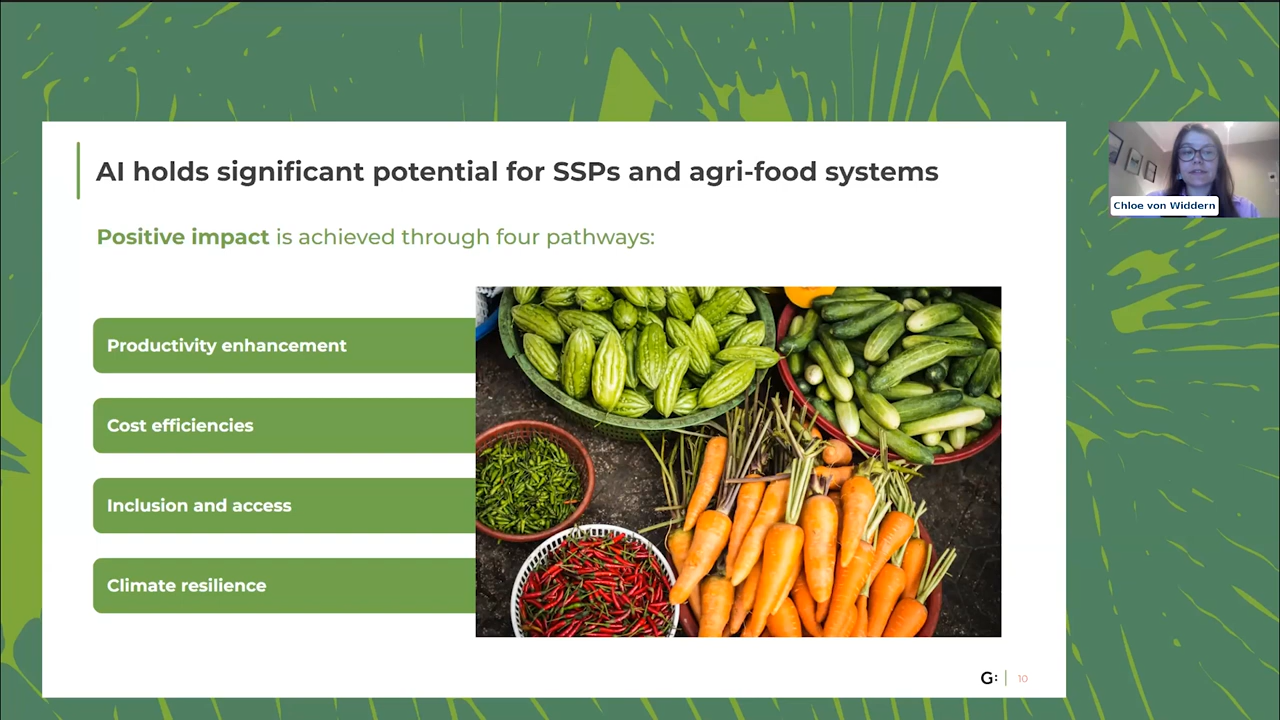 AI holds significant potential for SSPs and agri-food systems
Positive impact is achieved through four pathways:
Productivity enhancement
Cost efficiencies
Inclusion and access
Climate resilience
G:
10
Chloe von Widdern